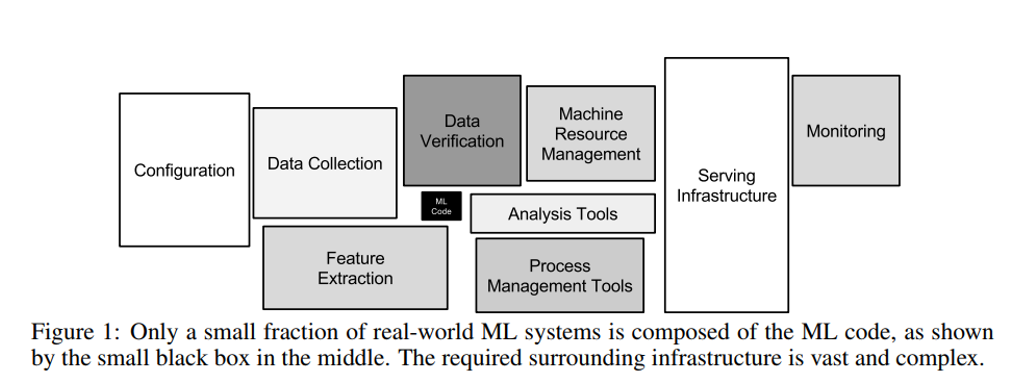 Configuration
Data Collection
Data
Verification
Machine
Resource
Management
Monitoring
Serving
Infrastructure
ML
Code
Analysis Tools
Feature
Extraction
Process
Management Tools
Figure 1: Only a small fraction of real-world ML systems is composed of the ML code, as shown
by the small black box in the middle. The required surrounding infrastructure is vast and complex.